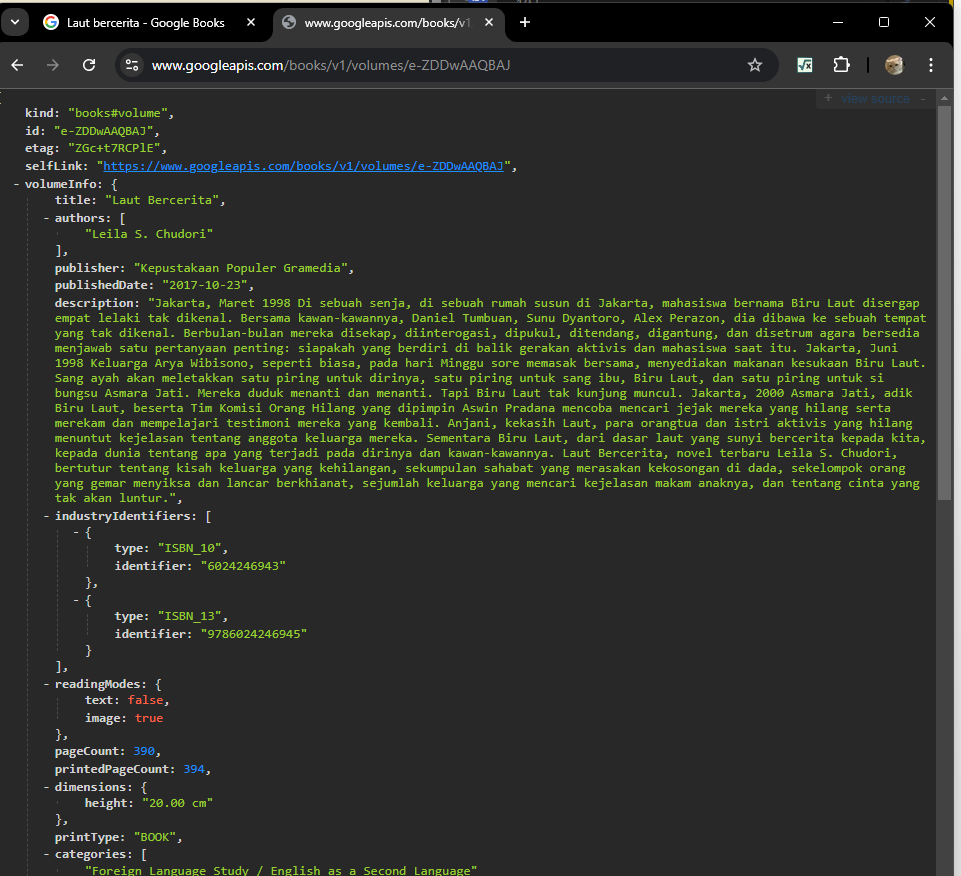 Laut bercerita - Google Books
www.googleapis.com/books/v1
www.googleapis.com/books/v1/volumes/e-ZDDwAAQBAJ
+ view source -
kind: "books#volume",
id: "e-ZDDwAAQBAJ",
etag: "ZGc+t7RCPlE",
selfLink: "https://www.googleapis.com/books/v1/volumes/e-ZDDwAAQBAJ",
- volumeInfo: {
title: "Laut Bercerita",
- authors: [
"Leila S. Chudori"
],
publisher: "Kepustakaan Populer Gramedia",
publishedDate: "2017-10-23",
description: "Jakarta, Maret 1998 Di sebuah senja, di sebuah rumah susun di Jakarta, mahasiswa bernama Biru Laut disergap
empat lelaki tak dikenal. Bersama kawan-kawannya, Daniel Tumbuan, Sunu Dyantoro, Alex Perazon, dia dibawa ke sebuah tempat
yang tak dikenal. Berbulan-bulan mereka disekap, diinterogasi, dipukul, ditendang, digantung, dan disetrum agara bersedia
menjawab satu pertanyaan penting: siapakah yang berdiri di balik gerakan aktivis dan mahasiswa saat itu. Jakarta, Juni
1998 Keluarga Arya Wibisono, seperti biasa, pada hari Minggu sore memasak bersama, menyediakan makanan kesukaan Biru Laut.
Sang ayah akan meletakkan satu piring untuk dirinya, satu piring untuk sang ibu, Biru Laut, dan satu piring untuk si
bungsu Asmara Jati. Mereka duduk menanti dan menanti. Tapi Biru Laut tak kunjung muncul. Jakarta, 2000 Asmara Jati, adik
Biru Laut, beserta Tim Komisi Orang Hilang yang dipimpin Aswin Pradana mencoba mencari jejak mereka yang hilang serta
merekam dan mempelajari testimoni mereka yang kembali. Anjani, kekasih Laut, para orangtua dan istri aktivis yang hilang
menuntut kejelasan tentang anggota keluarga mereka. Sementara Biru Laut, dari dasar laut yang sunyi bercerita kepada kita,
kepada dunia tentang apa yang terjadi pada dirinya dan kawan-kawannya. Laut Bercerita, novel terbaru Leila S. Chudori,
bertutur tentang kisah keluarga yang kehilangan, sekumpulan sahabat yang merasakan kekosongan di dada, sekelompok orang
yang gemar menyiksa dan lancar berkhianat, sejumlah keluarga yang mencari kejelasan makam anaknya, dan tentang cinta yang
tak akan luntur.",
- industryIdentifiers: [
- {
type: "ISBN_10",
identifier: "6024246943"
},
- {
type: "ISBN_13",
identifier: "9786024246945"
}
],
- readingModes: {
text: false,
image: true
},
pageCount: 390,
printedPageCount: 394,
- dimensions: {
height: "20.00 cm"
},
printType: "BOOK",
- categories: [
"Foreign Language Study / English as a Second Language"